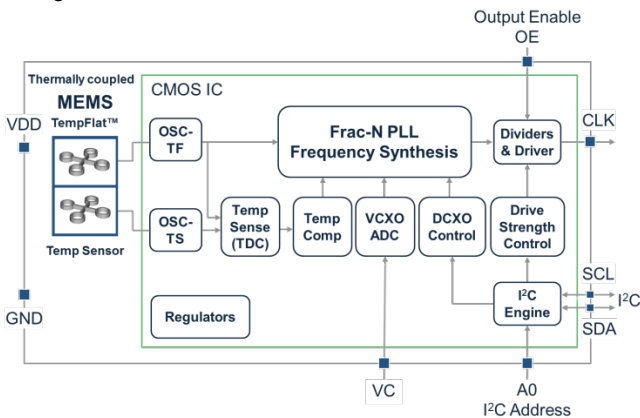 Output Enable
OE
Thermally coupled
MEMS
TempFlat™
VDD
CMOS IC
OSC-
TF
Frac-N PLL
Frequency Synthesis
Dividers
& Driver
CLK
Temp Sensor
OSC-
TS
Temp
Sense
(TDC)
Temp
Comp
VCXO
ADC
DCXO
Control
Drive
Strength
Control
GND
Regulators
I²C
Engine
SCL
I²C
SDA
VC
A0
I²C Address